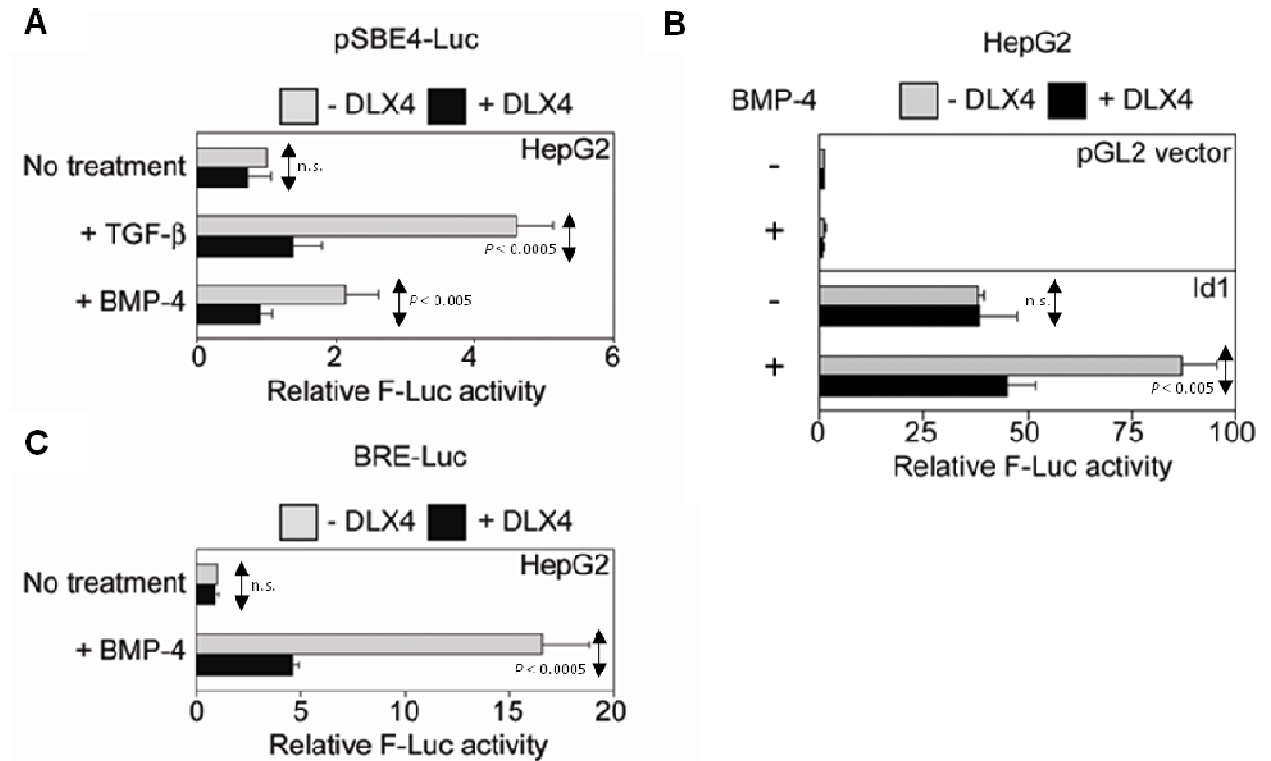 A
pSBE4-Luc
- DLX4 + DLX4
HepG2
No treatment
n.s.
+ TGF-β
P < 0.0005
+ BMP-4
P < 0.005
0 2 4 6
Relative F-Luc activity
B
HepG2
BMP-4
- DLX4 + DLX4
pGL2 vector
-
+
Id1
-
n.s.
+
P < 0.005
0 25 50 75 100
Relative F-Luc activity
C
BRE-Luc
- DLX4 + DLX4
HepG2
No treatment
n.s.
+ BMP-4
P < 0.0005
0 5 10 15 20
Relative F-Luc activity